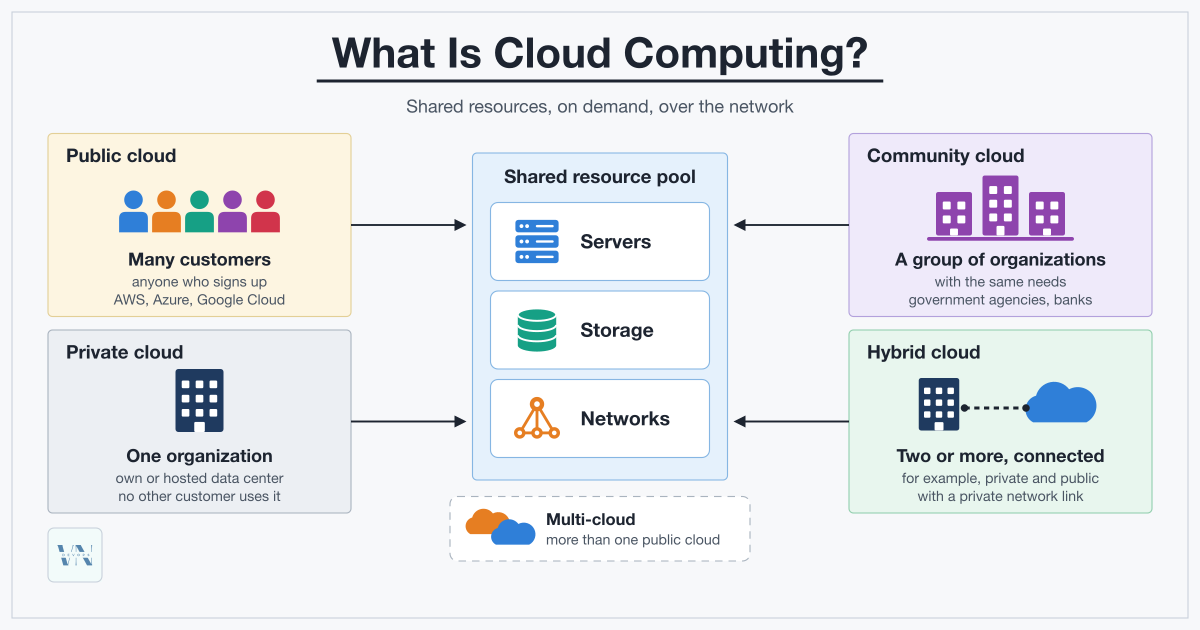 What Is Cloud Computing?
Shared resources, on demand, over the network
Public cloud
Many customers
anyone who signs up
AWS, Azure, Google Cloud
Private cloud
One organization
own or hosted data center
no other customer uses it
Shared resource pool
Servers
Storage
Networks
Multi-cloud
more than one public cloud
Community cloud
A group of organizations
with the same needs
government agencies, banks
Hybrid cloud
Two or more, connected
for example, private and public
with a private network link
VN